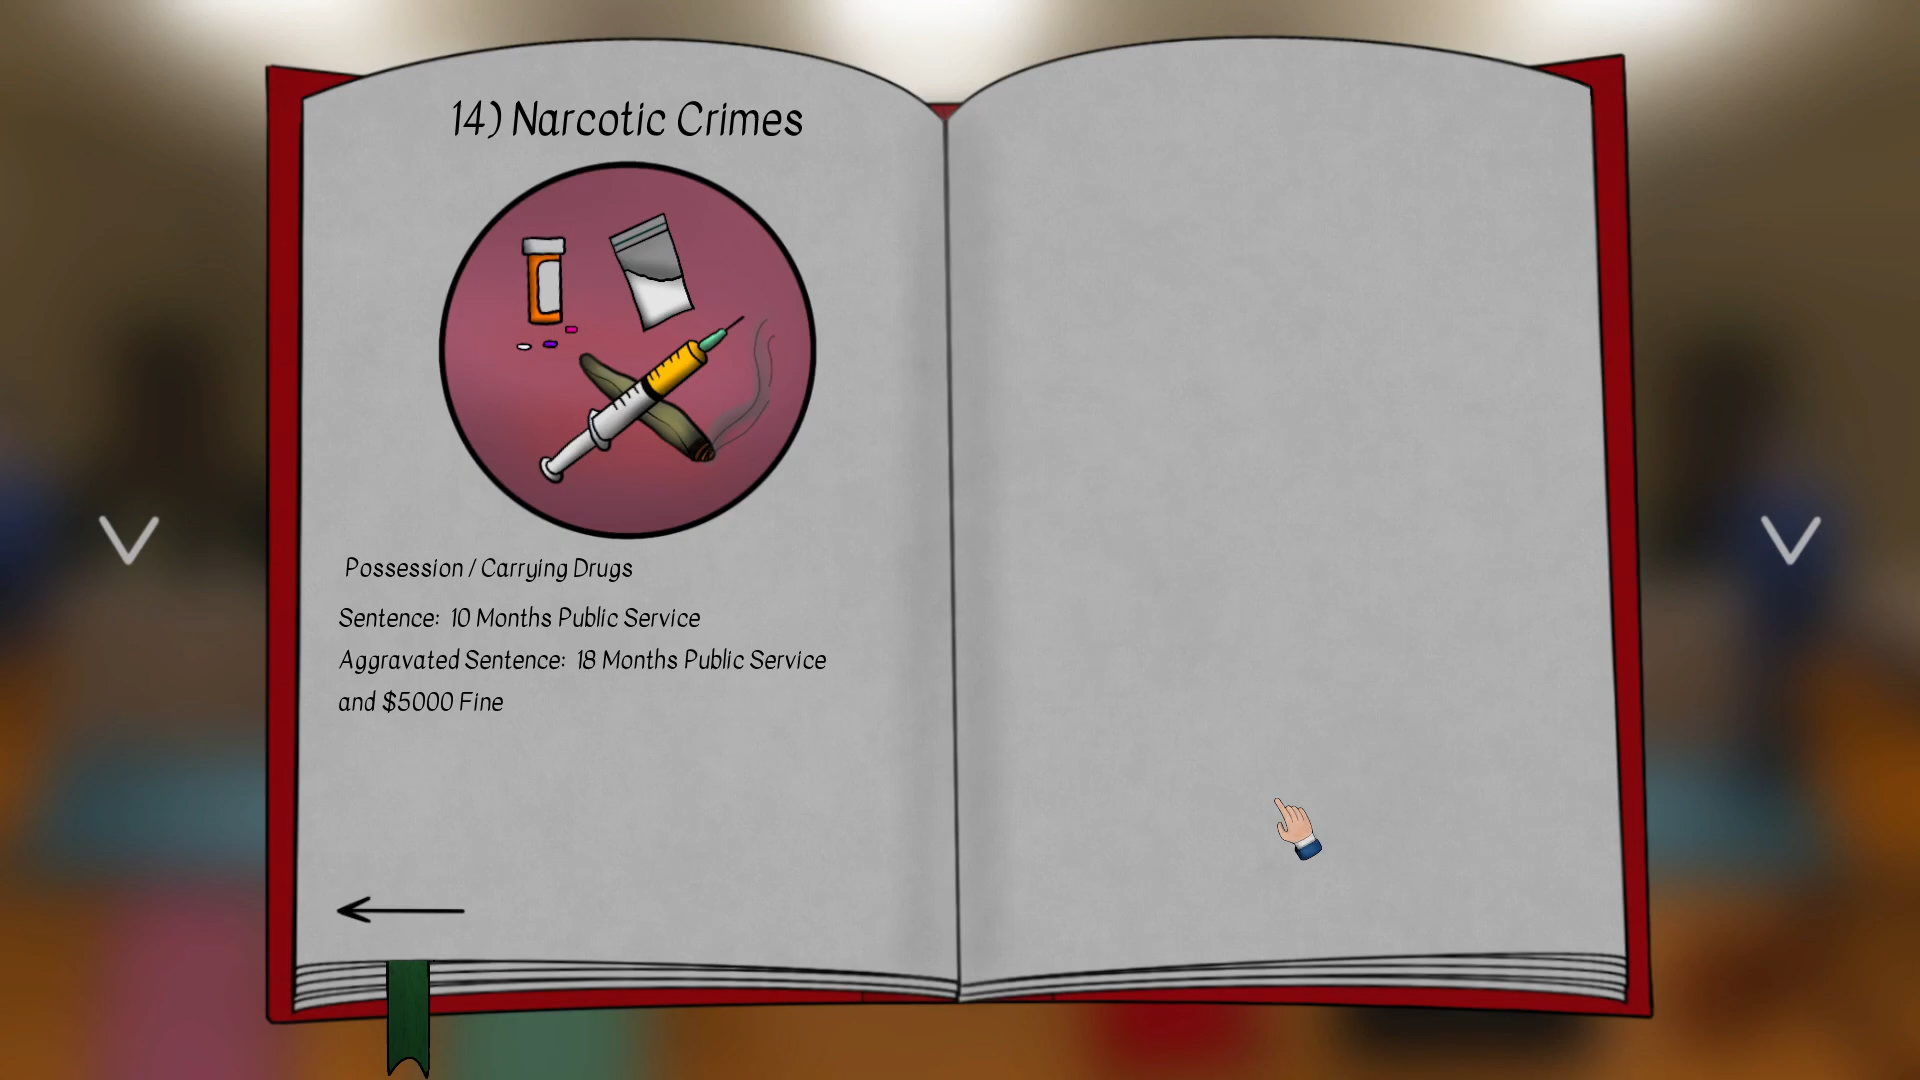 14) Narcotic Crimes
Possession / Carrying Drugs
Sentence: 10 Months Public Service
Aggravated Sentence: 18 Months Public Service
and $5000 Fine